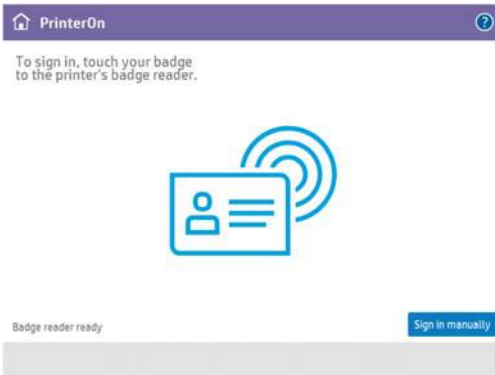 PrinterOn
?
To sign in, touch your badge
to the printer's badge reader.
Badge reader ready
Sign in manually